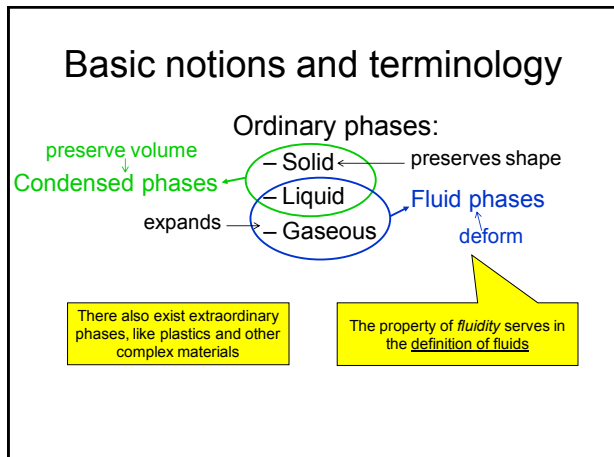 Basic notions and terminology
Ordinary phases:
preserve volume
– Solid
preserves shape
Condensed phases
– Liquid
Fluid phases
expands
– Gaseous
deform
There also exist extraordinary
phases, like plastics and other
complex materials
The property of fluidity serves in
the definition of fluids